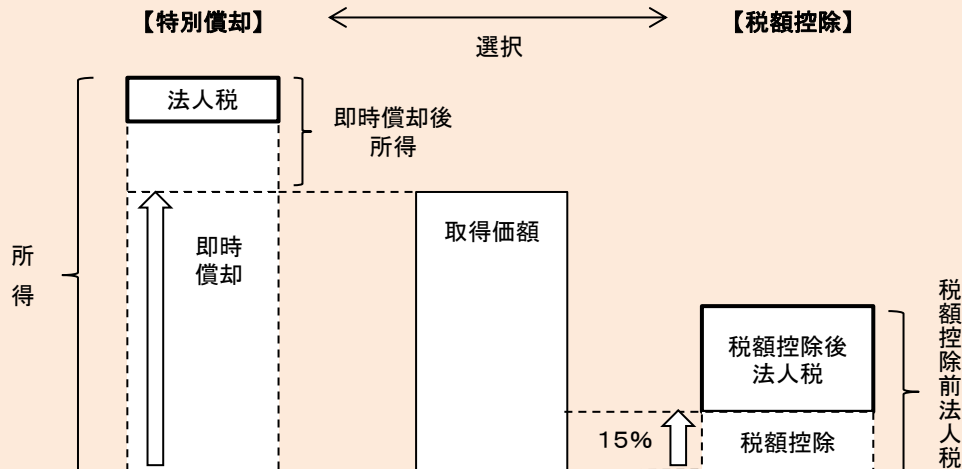 【特別償却】
【税額控除】
選択
法人税
即時償却後
所得
所
得
即時
償却
取得価額
税額控除後
法人税
15%
税額控除
税額控除前法人税